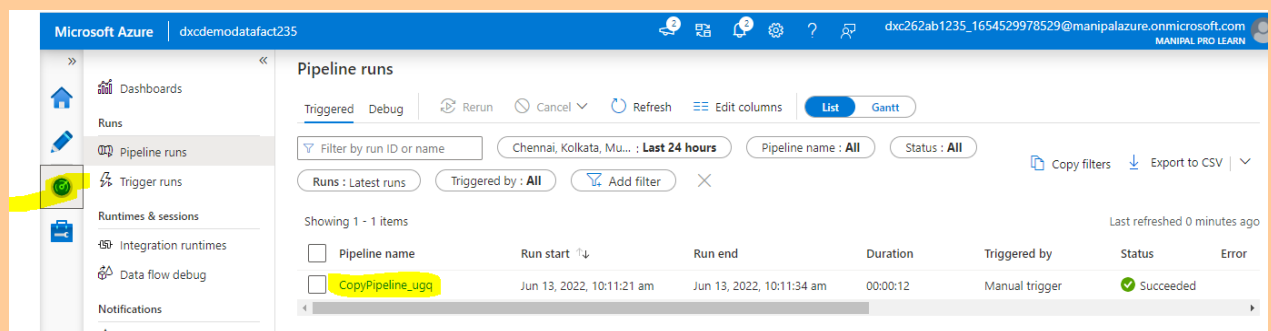 Microsoft Azure | dxcdemodatafact235
2
2
dxc262ab1235_1654529978529@manipalazure.onmicrosoft.com
MANIPAL PRO LEARN
Dashboards
Runs
Pipeline runs
Trigger runs
Runtimes & sessions
Integration runtimes
Data flow debug
Notifications
Pipeline runs
Triggered Debug Rerun Cancel Refresh Edit columns List Gantt
Filter by run ID or name Chennai, Kolkata, Mu... : Last 24 hours Pipeline name : All Status : All
Runs : Latest runs Triggered by : All Add filter
Copy filters Export to CSV
Showing 1 - 1 items Last refreshed 0 minutes ago
Pipeline name Run start Run end Duration Triggered by Status Error
CopyPipeline_ugq Jun 13, 2022, 10:11:21 am Jun 13, 2022, 10:11:34 am 00:00:12 Manual trigger Succeeded